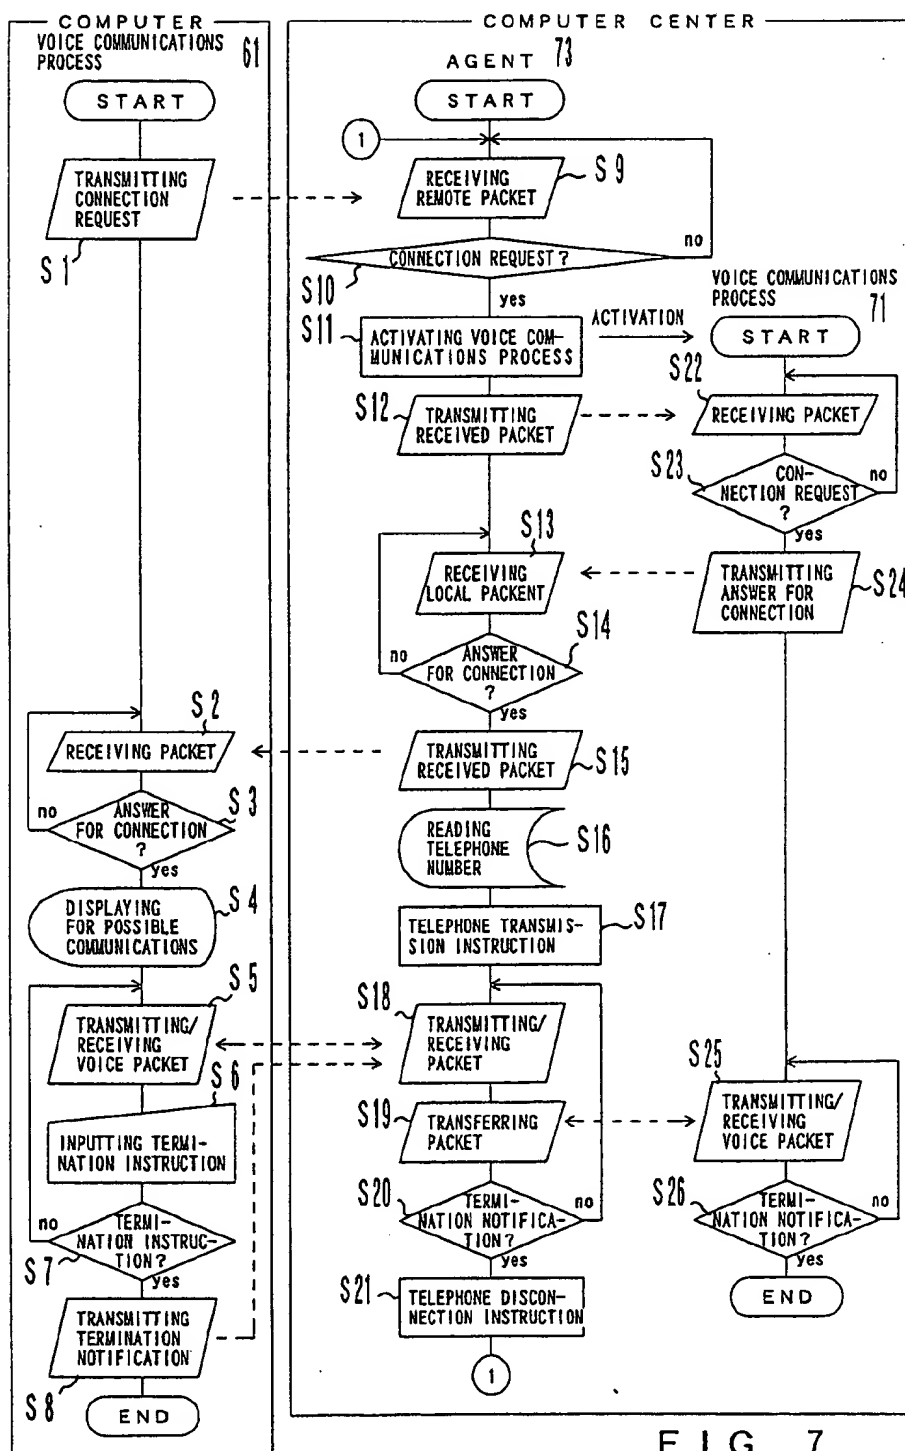 COMPUTER
VOICE COMMUNICATIONS
PROCESS
61
START
TRANSMITTING
CONNECTION
REQUEST
S1
S2
RECEIVING PACKET
S3
no
ANSWER
FOR CONNECTION
?
yes
S4
DISPLAYING
FOR POSSIBLE
COMMUNICATIONS
S5
TRANSMITTING/
RECEIVING
VOICE PACKET
S6
INPUTTING TERMI-
NATION INSTRUCTION
no
TERMI-
NATION INSTRUC-
TION?
S7
yes
TRANSMITTING
TERMINATION
NOTIFICATION
S8
END
COMPUTER CENTER
AGENT
73
START
1
S9
RECEIVING
REMOTE PACKET
no
CONNECTION REQUEST?
S10
yes
S11
ACTIVATING VOICE COM-
MUNICATIONS PROCESS
ACTIVATION
S12
TRANSMITTING
RECEIVED PACKET
S13
RECEIVING
LOCAL PACKENT
S14
no
ANSWER
FOR CONNECTION
?
yes
TRANSMITTING
RECEIVED PACKET
S15
READING
TELEPHONE
NUMBER
S16
S17
TELEPHONE TRANSMIS-
SION INSTRUCTION
S18
TRANSMITTING/
RECEIVING
PACKET
S19
TRANSFERRING
PACKET
S20
TERMI-
NATION NOTIFICA-
TION?
no
yes
S21
TELEPHONE DISCON-
NECTION INSTRUCTION
1
VOICE COMMUNICATIONS
PROCESS
71
START
S22
RECEIVING PACKET
S23
CON-
NECTION REQUEST
?
no
yes
TRANSMITTING
ANSWER FOR
CONNECTION
S24
S25
TRANSMITTING/
RECEIVING
VOICE PACKET
S26
TERMI-
NATION NOTIFICA-
TION?
no
yes
END
FIG. 7